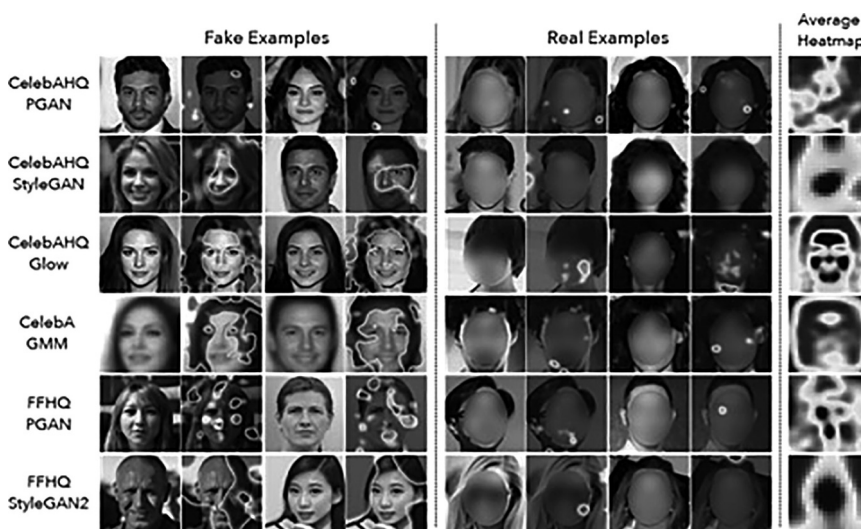 Fake Examples
Real Examples
Average
Heatmap
CelebAHQ
PGAN
CelebAHQ
StyleGAN
CelebAHQ
Glow
CelebA
GMM
FFHQ
PGAN
FFHQ
StyleGAN2